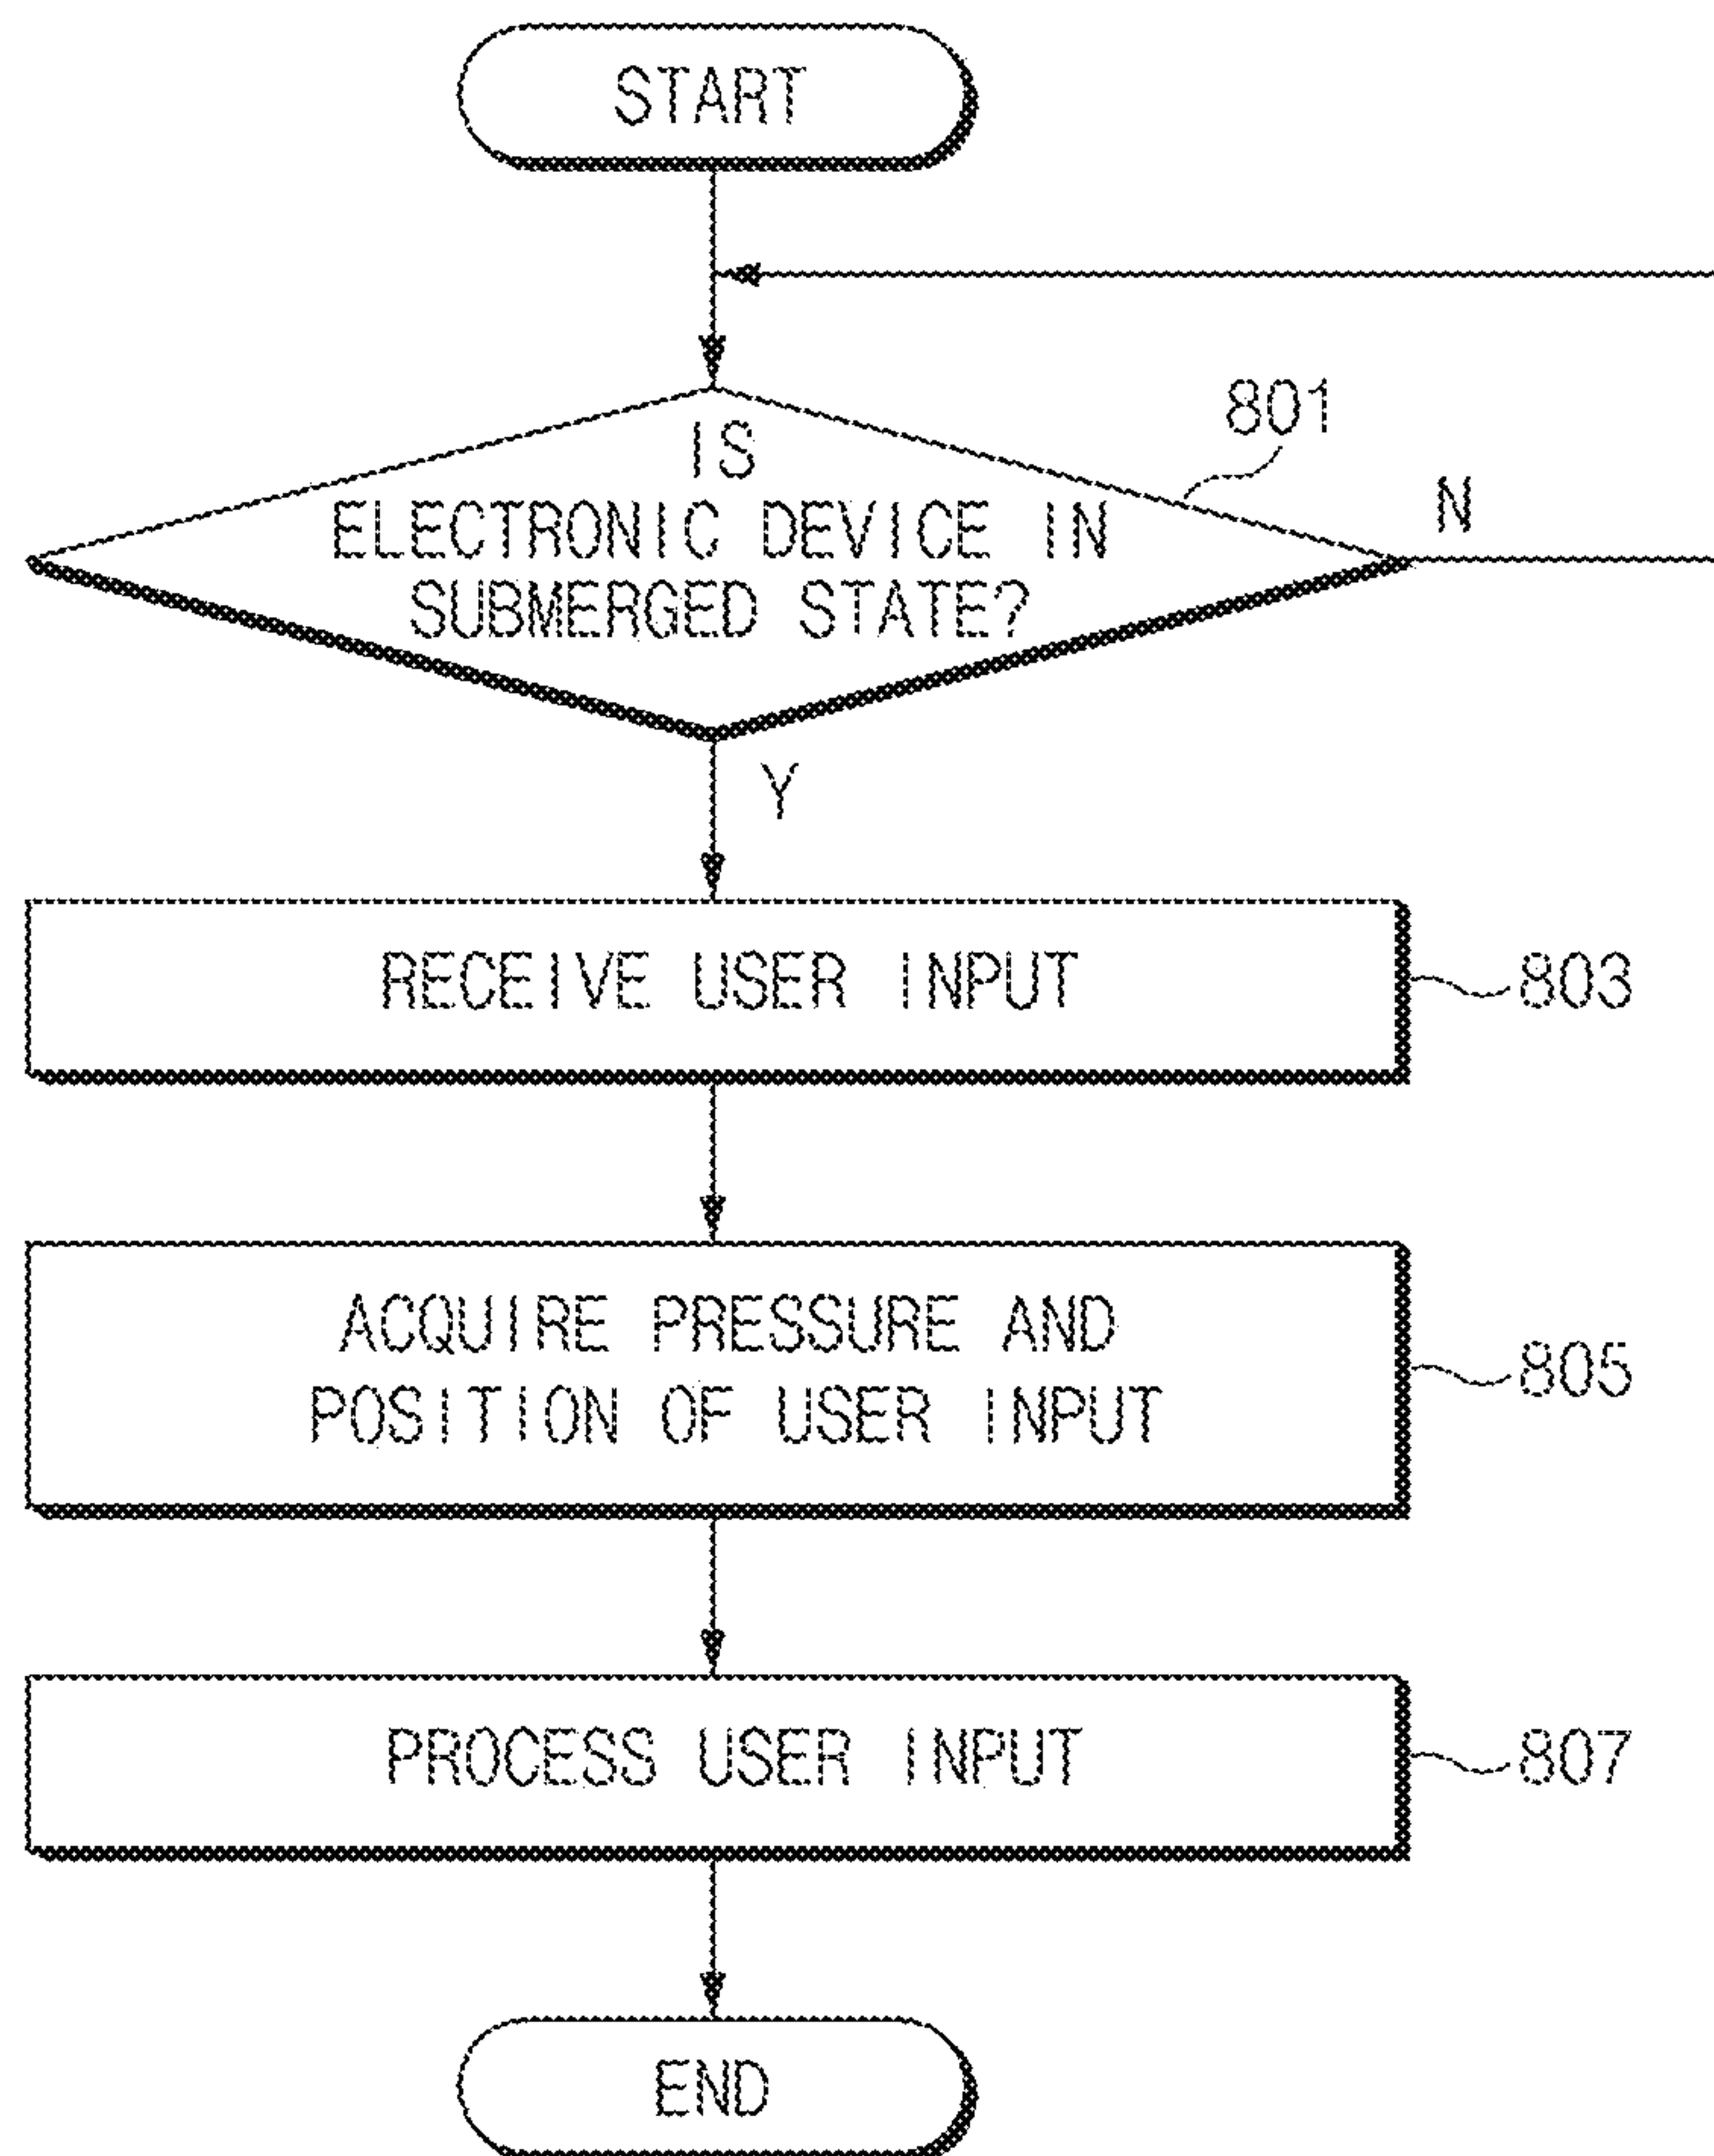 START
801
IS
ELECTRONIC DEVICE IN
SUBMERGED STATE?
N
Y
RECEIVE USER INPUT
803
ACQUIRE PRESSURE AND
POSITION OF USER INPUT
805
PROCESS USER INPUT
807
END